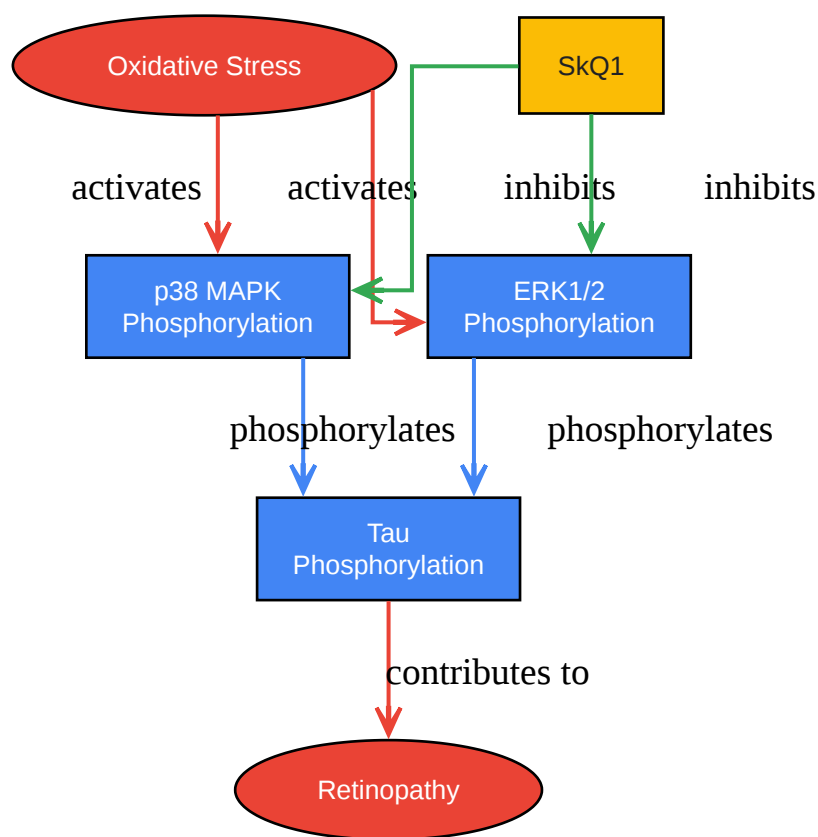 Oxidative Stress
SkQ1
activates
activates
inhibits
inhibits
p38 MAPK
Phosphorylation
ERK1/2
Phosphorylation
phosphorylates
phosphorylates
Tau
Phosphorylation
contributes to
Retinopathy